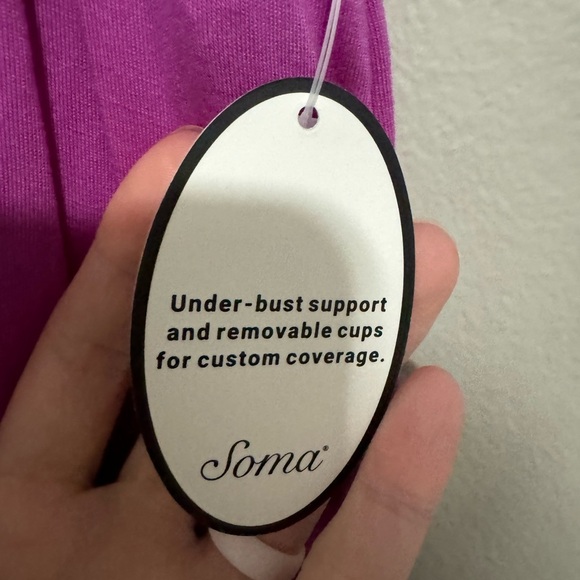 Under-bust support
and removable cups
for custom coverage.
Soma®